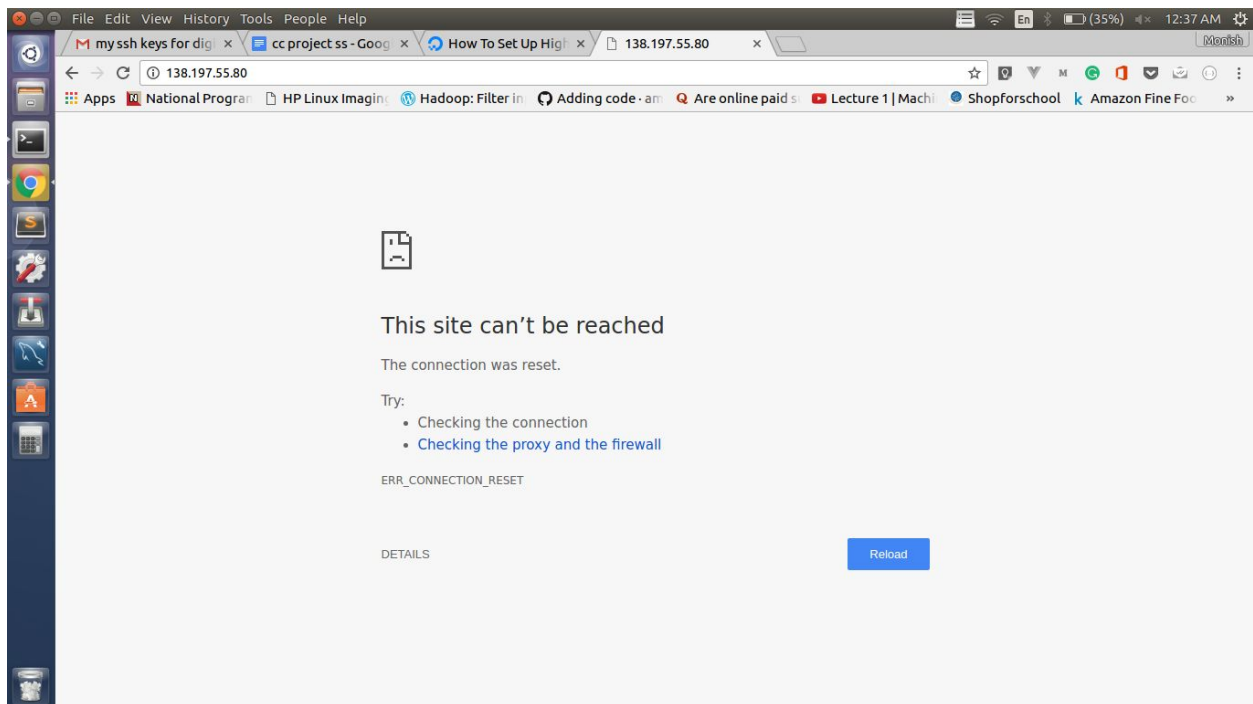 File Edit View History Tools People Help En (35%) 12:37 AM
my ssh keys for digi cc project ss - Goog How To Set Up High 138.197.55.80 Monish
138.197.55.80
Apps National Progran HP Linux Imaging Hadoop: Filter in Adding code · am Are online paid s Lecture 1 | Machi Shopforschool Amazon Fine Foo »
This site can’t be reached
The connection was reset.
Try:
• Checking the connection
• Checking the proxy and the firewall
ERR_CONNECTION_RESET
DETAILS Reload